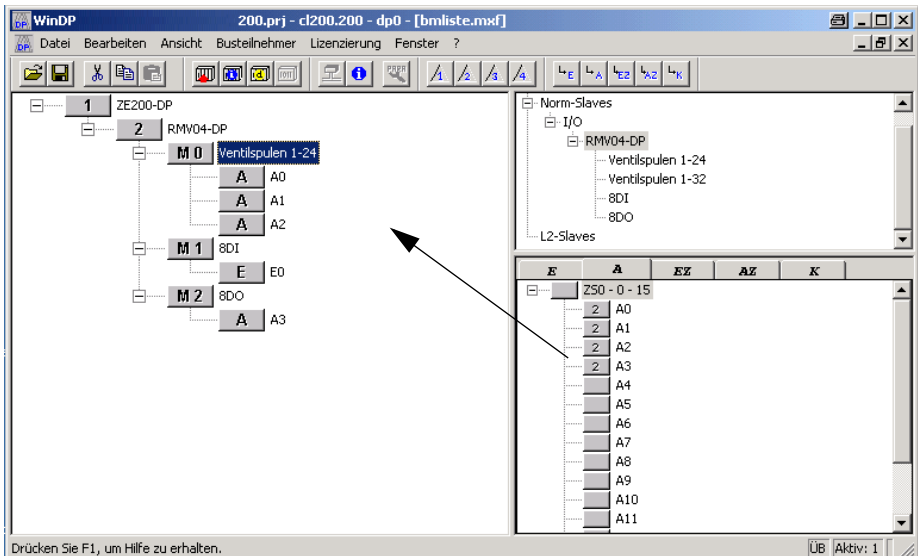 WinDP 200.prj - cl200.200 - dp0 - [bmliste.mxf]
Datei Bearbeiten Ansicht Busteilnehmer Lizenzierung Fenster ?
1 ZE200-DP
2 RMV04-DP
M 0 Ventilspulen 1-24
A A0
A A1
A A2
M 1 8DI
E E0
M 2 8DO
A A3
Norm-Slaves
I/O
RMV04-DP
Ventilspulen 1-24
Ventilspulen 1-32
8DI
8DO
L2-Slaves
E A EZ AZ K
ZS0 - 0 - 15
2 A0
2 A1
2 A2
2 A3
A4
A5
A6
A7
A8
A9
A10
A11
Drücken Sie F1, um Hilfe zu erhalten. ÜB Aktiv: 1